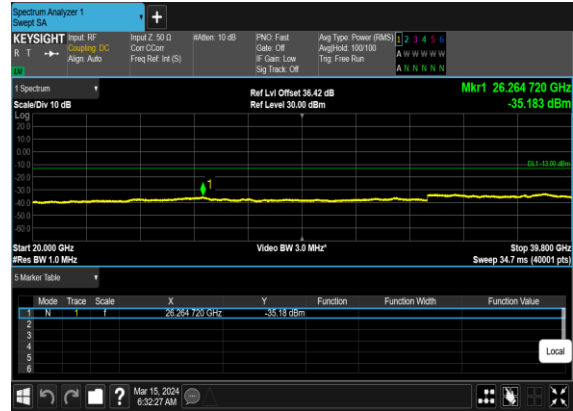 Spectrum Analyzer 1
Swept SA
+
KEYSIGHT Input: RF Input Z: 50 Ω #Atten: 10 dB PNO: Fast Avg Type: Power (RMS) 1 2 3 4 5 6
R T Coupling: DC Corr CCorr Gate: Off Avg|Hold: 100/100 A W W W W W
Align: Auto Freq Ref: Int (S) IF Gain: Low Trig: Free Run
Sig Track: Off A N N N N N
1 Spectrum Ref Lvl Offset 36.42 dB Mkr1 26.264 720 GHz
Scale/Div 10 dB Ref Level 30.00 dBm -35.183 dBm
Log
20.0
10.0
0.00
-10.0
DL1 -13.00 dBm
-20.0
1
-30.0
-40.0
-50.0
-60.0
Start 20.000 GHz Video BW 3.0 MHz* Stop 39.800 GHz
#Res BW 1.0 MHz Sweep 34.7 ms (40001 pts)
5 Marker Table
Mode Trace Scale X Y Function Function Width Function Value
1 N 1 f 26.264 720 GHz -35.18 dBm
2
3
4
5
6
Local
? Mar 15, 2024
6:32:27 AM